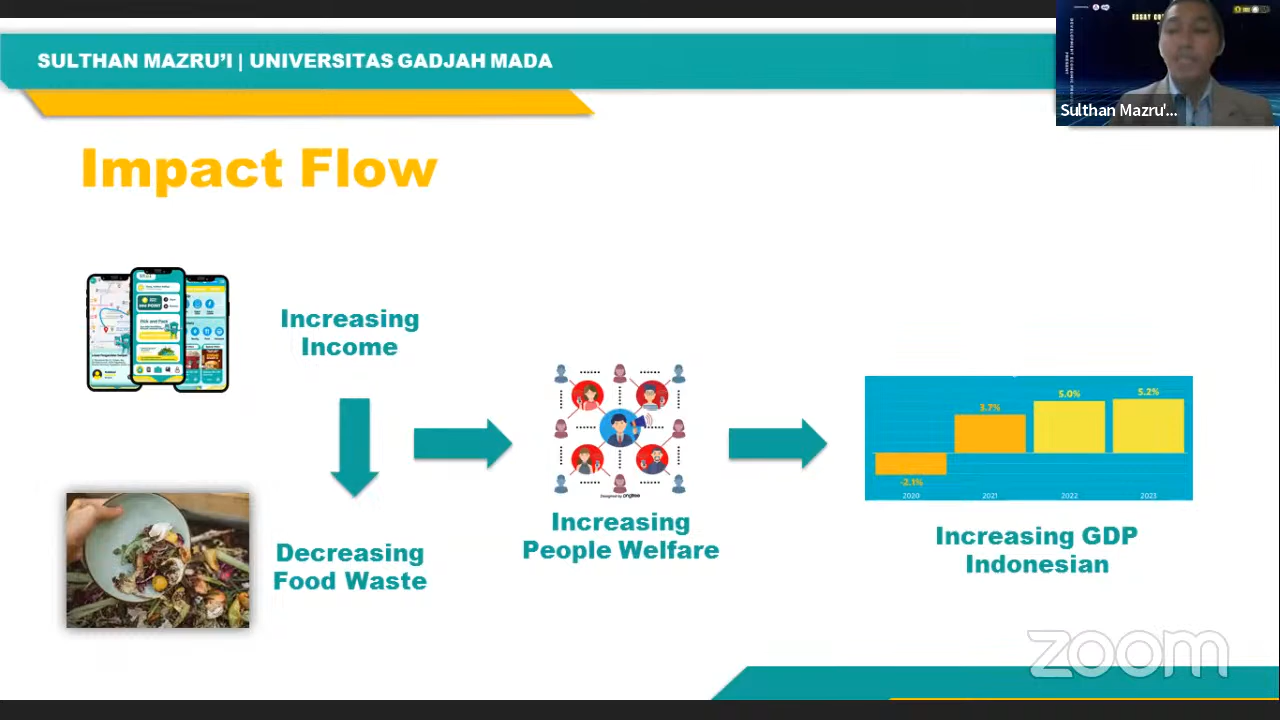 SULTHAN MAZRU'I | UNIVERSITAS GADJAH MADA
Sulthan Mazru'...
Impact Flow
Increasing
Income
Decreasing
Food Waste
Increasing
People Welfare
-2.1%
3.7%
5.0%
5.2%
2020
2021
2022
2023
Increasing GDP
Indonesian
zoom